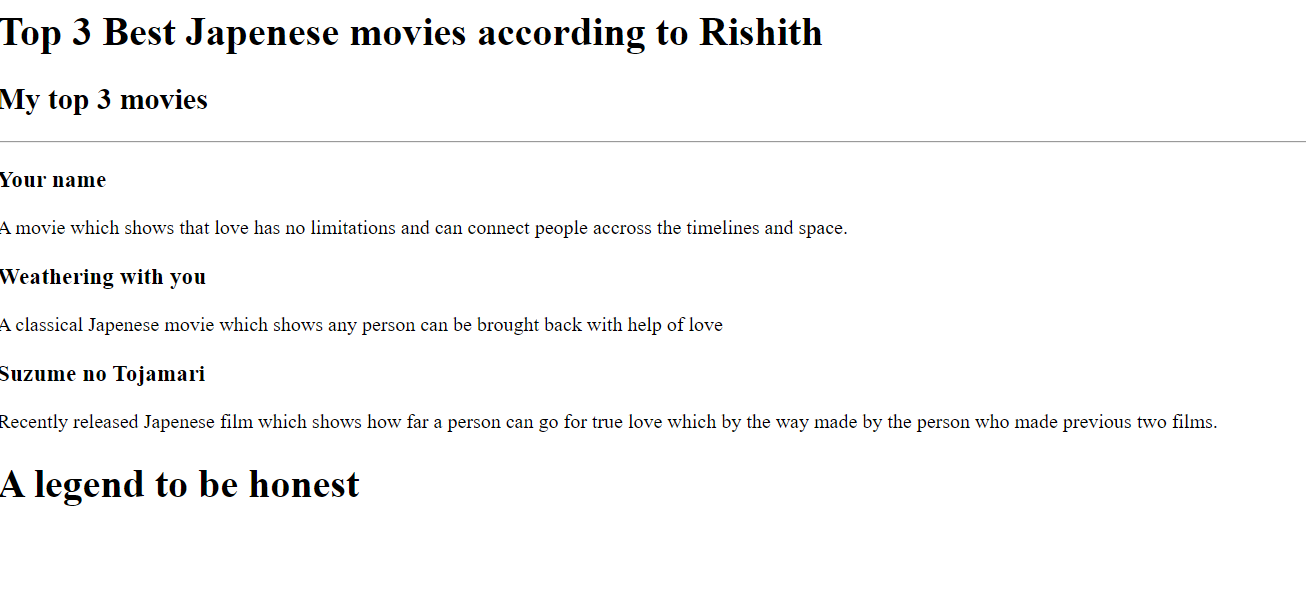 Top 3 Best Japenese movies according to Rishith
My top 3 movies
Your name
A movie which shows that love has no limitations and can connect people accross the timelines and space.
Weathering with you
A classical Japenese movie which shows any person can be brought back with help of love
Suzume no Tojamari
Recently released Japenese film which shows how far a person can go for true love which by the way made by the person who made previous two films.
A legend to be honest